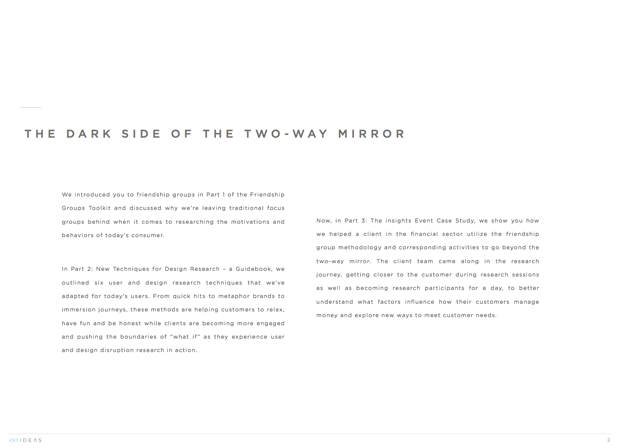 THE DARK SIDE OF THE TWO-WAY MIRROR
We introduced you to friendship groups in Part 1 of the Friendship
Groups Toolkit and discussed why we're leaving traditional focus
groups behind when it comes to researching the motivations and
behaviors of today's consumer.
In Part 2: New Techniques for Design Research – a Guidebook, we
outlined six user and design research techniques that we've
adapted for today's users. From quick hits to metaphor brands to
immersion journeys, these methods are helping customers to relax,
have fun and be honest while clients are becoming more engaged
and pushing the boundaries of "what if" as they experience user
and design disruption research in action.
Now, in Part 3: The Insights Event Case Study, we show you how
we helped a client in the financial sector utilize the friendship
group methodology and corresponding activities to go beyond the
two-way mirror. The client team came along in the research
journey, getting closer to the customer during research sessions
as well as becoming research participants for a day, to better
understand what factors influence how their customers manage
money and explore new ways to meet customer needs.
IDEAS
2